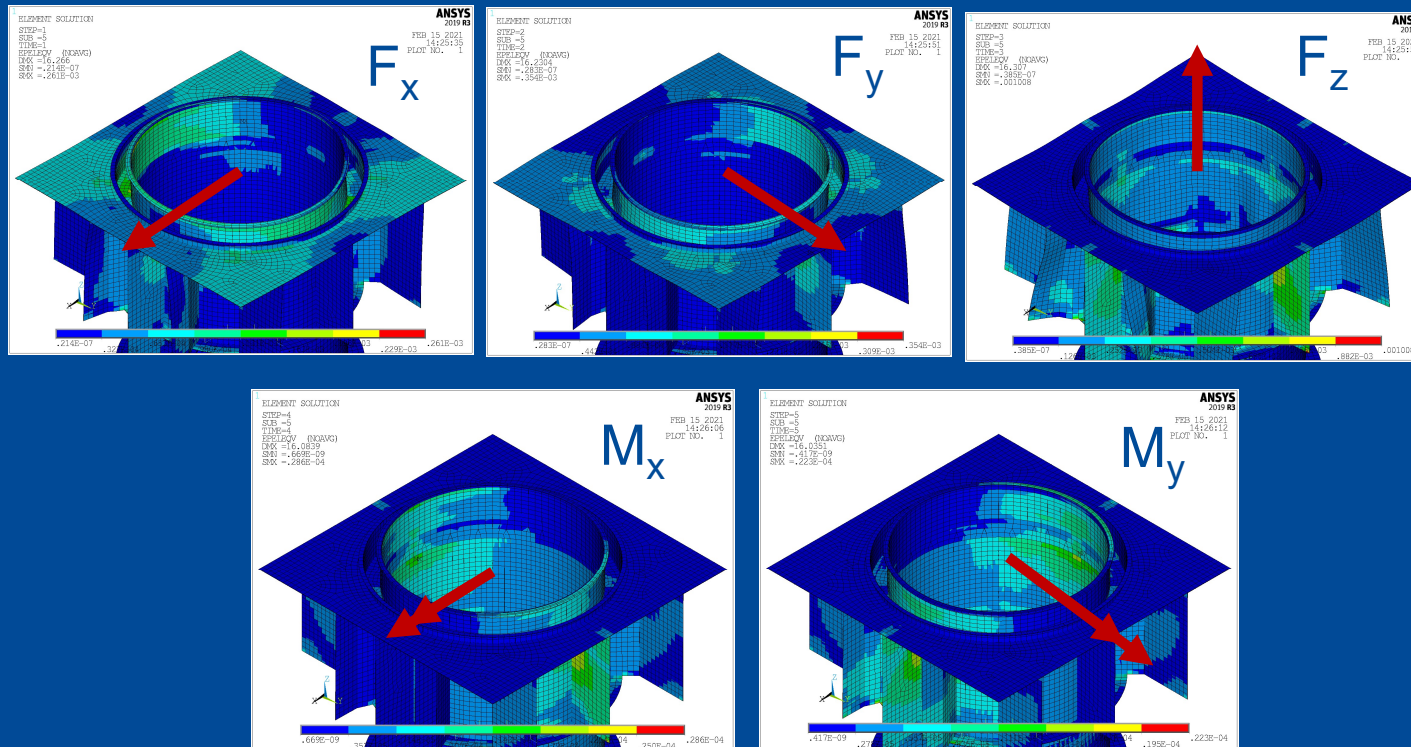 1
ELEMENT SOLUTION
STEP=1
SUB =5
TIME=1
EPELEQV (NOAVG)
DMX =16.266
SMN =.214E-07
SMX =.261E-03
ANSYS
2019 R3
FEB 15 2021
14:25:35
PLOT NO. 1
Fx
Z
X
.214E-07
.229E-03
.261E-03
1
ELEMENT SOLUTION
STEP=2
SUB =5
TIME=2
EPELEQV (NOAVG)
DMX =16.2304
SMN =.283E-07
SMX =.354E-03
ANSYS
2019 R3
FEB 15 2021
14:25:51
PLOT NO. 1
Fy
Z
X
.283E-07
.309E-03
.354E-03
ELEMENT SOLUTION
STEP=3
SUB =5
TIME=3
EPELEQV (NOAVG)
DMX =16.307
SMN =.385E-07
SMX =.001008
PLOT NO.
Fz
.385E-07
.882E-03
1
ELEMENT SOLUTION
STEP=4
SUB =5
TIME=4
EPELEQV (NOAVG)
DMX =16.0839
SMN =.669E-09
SMX =.286E-04
ANSYS
2019 R3
FEB 15 2021
14:26:06
PLOT NO. 1
Mx
Z
X
Y
.669E-09
.250E-04
.286E-04
1
ELEMENT SOLUTION
STEP=5
SUB =5
TIME=5
EPELEQV (NOAVG)
DMX =16.0351
SMN =.417E-09
SMX =.223E-04
ANSYS
2019 R3
FEB 15 2021
14:26:12
PLOT NO. 1
My
Z
X
Y
.417E-09
.195E-04
.223E-04